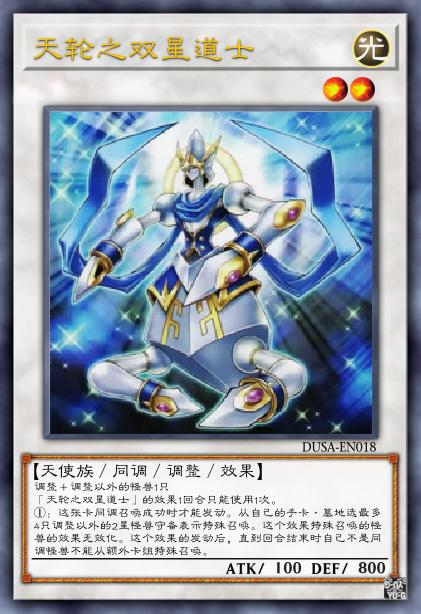 天轮之双星道士
光
DUSA-EN018
【天使族／同调／调整／效果】
调整＋调整以外的怪兽1只
「天轮之双星道士」的效果1回合只能使用1次。
①：这张卡同调召唤成功时才能发动。从自己的手卡·墓地选最多
4只调整以外的2星怪兽守备表示特殊召唤。这个效果特殊召唤的怪兽
的效果无效化。这个效果的发动后，直到回合结束时自己不是同
调怪兽不能从额外卡组特殊召唤。
ATK/ 100 DEF/ 800